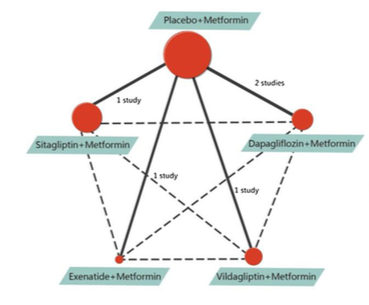 Placebo+Metformin
2 studies
1 study
Sitagliptin+Metformin
Dapagliflozin+Metformin
1 study
1 study
Exenatide+Metformin
Vildagliptin+Metformin